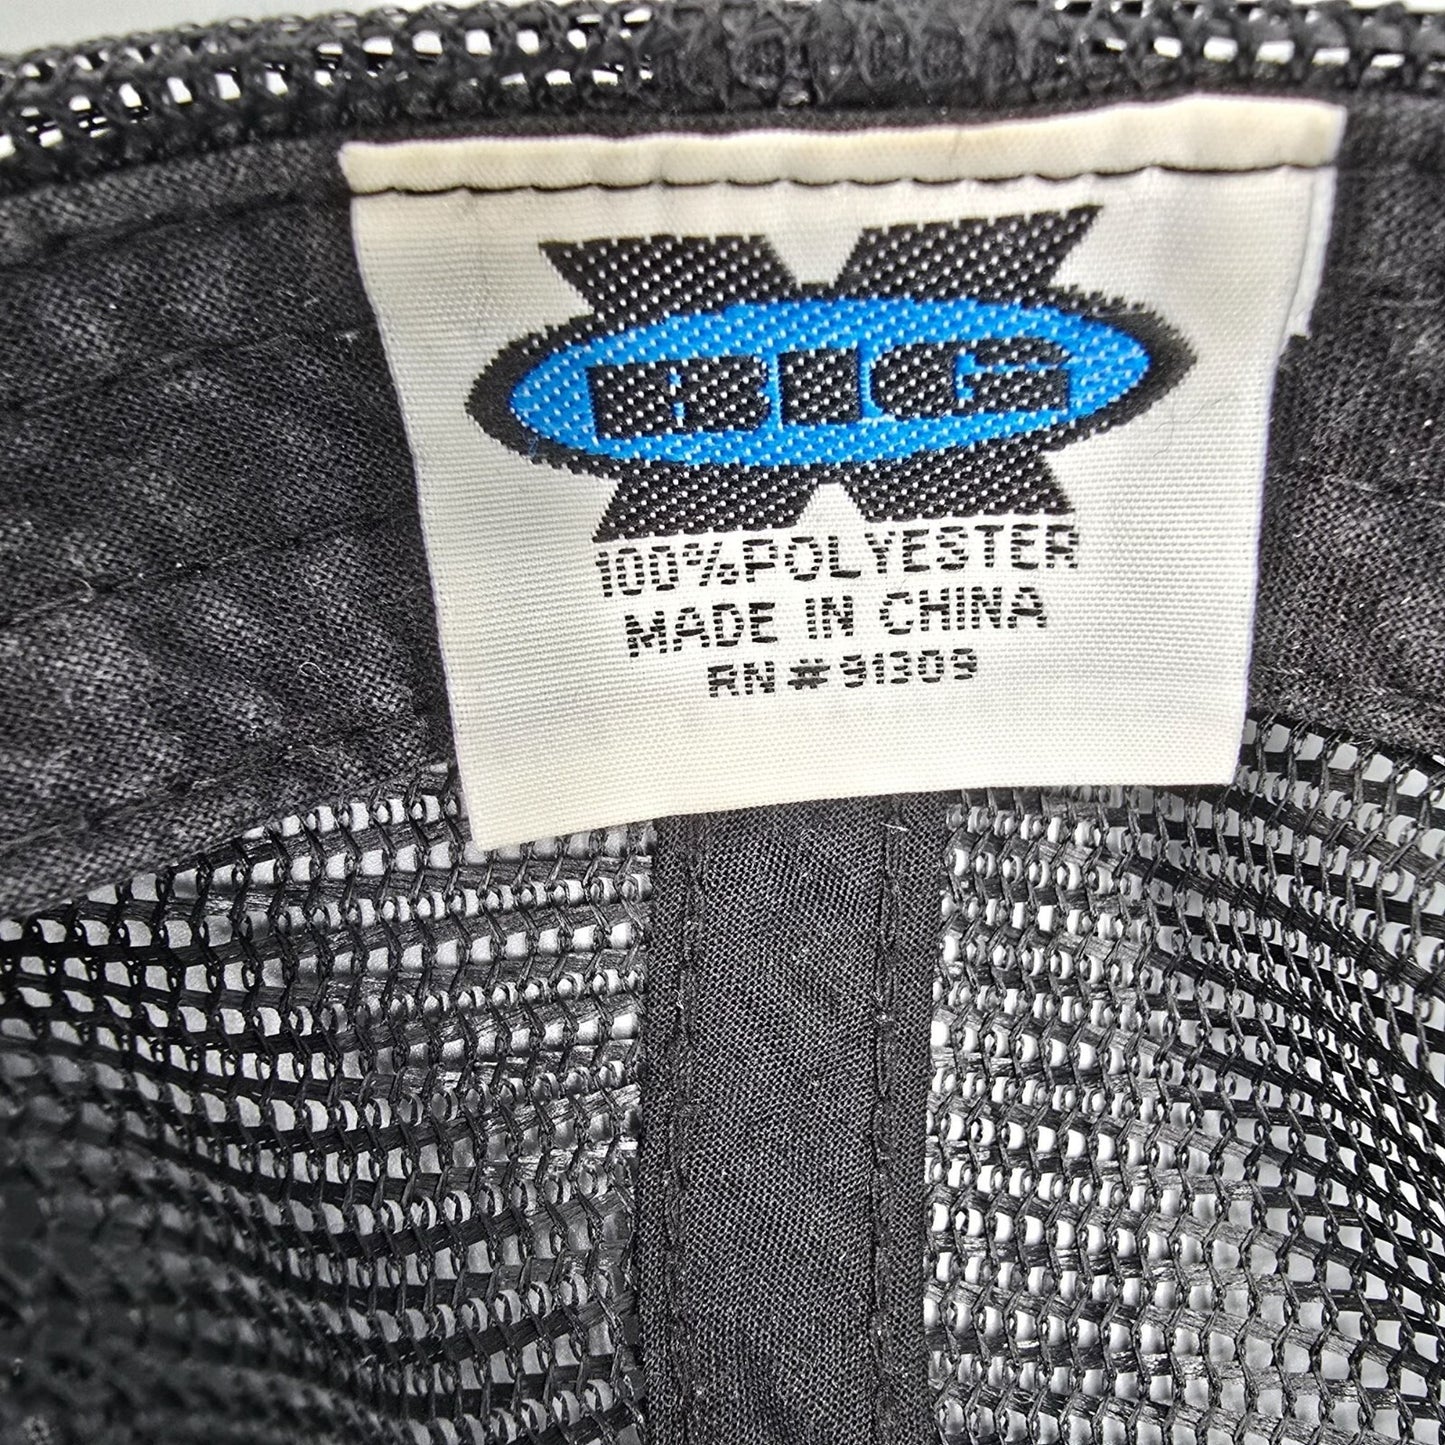 BIG
X
100% POLYESTER
MADE IN CHINA
RN # 91309